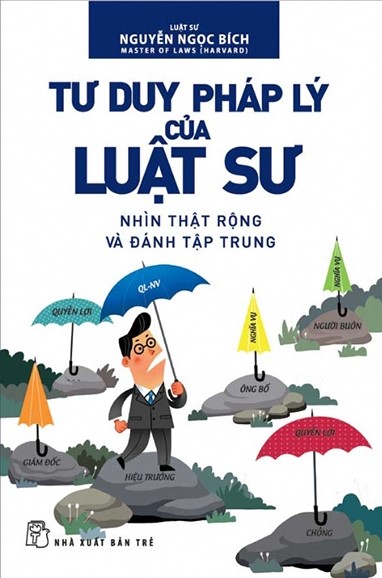 LUẬT SƯ
NGUYỄN NGỌC BÍCH
MASTER OF LAWS (HARVARD)
TƯ DUY PHÁP LÝ
CỦA
LUẬT SƯ
NHÌN THẬT RỘNG
VÀ ĐÁNH TẬP TRUNG
QL-NV
QUYỀN LỢI
NGHĨA VỤ
NGHĨA VỤ
NGƯỜI BUÔN
ÔNG BỐ
QUYỀN LỢI
GIÁM ĐỐC
HIỆU TRƯỞNG
CHỒNG
NHÀ XUẤT BẢN TRẺ